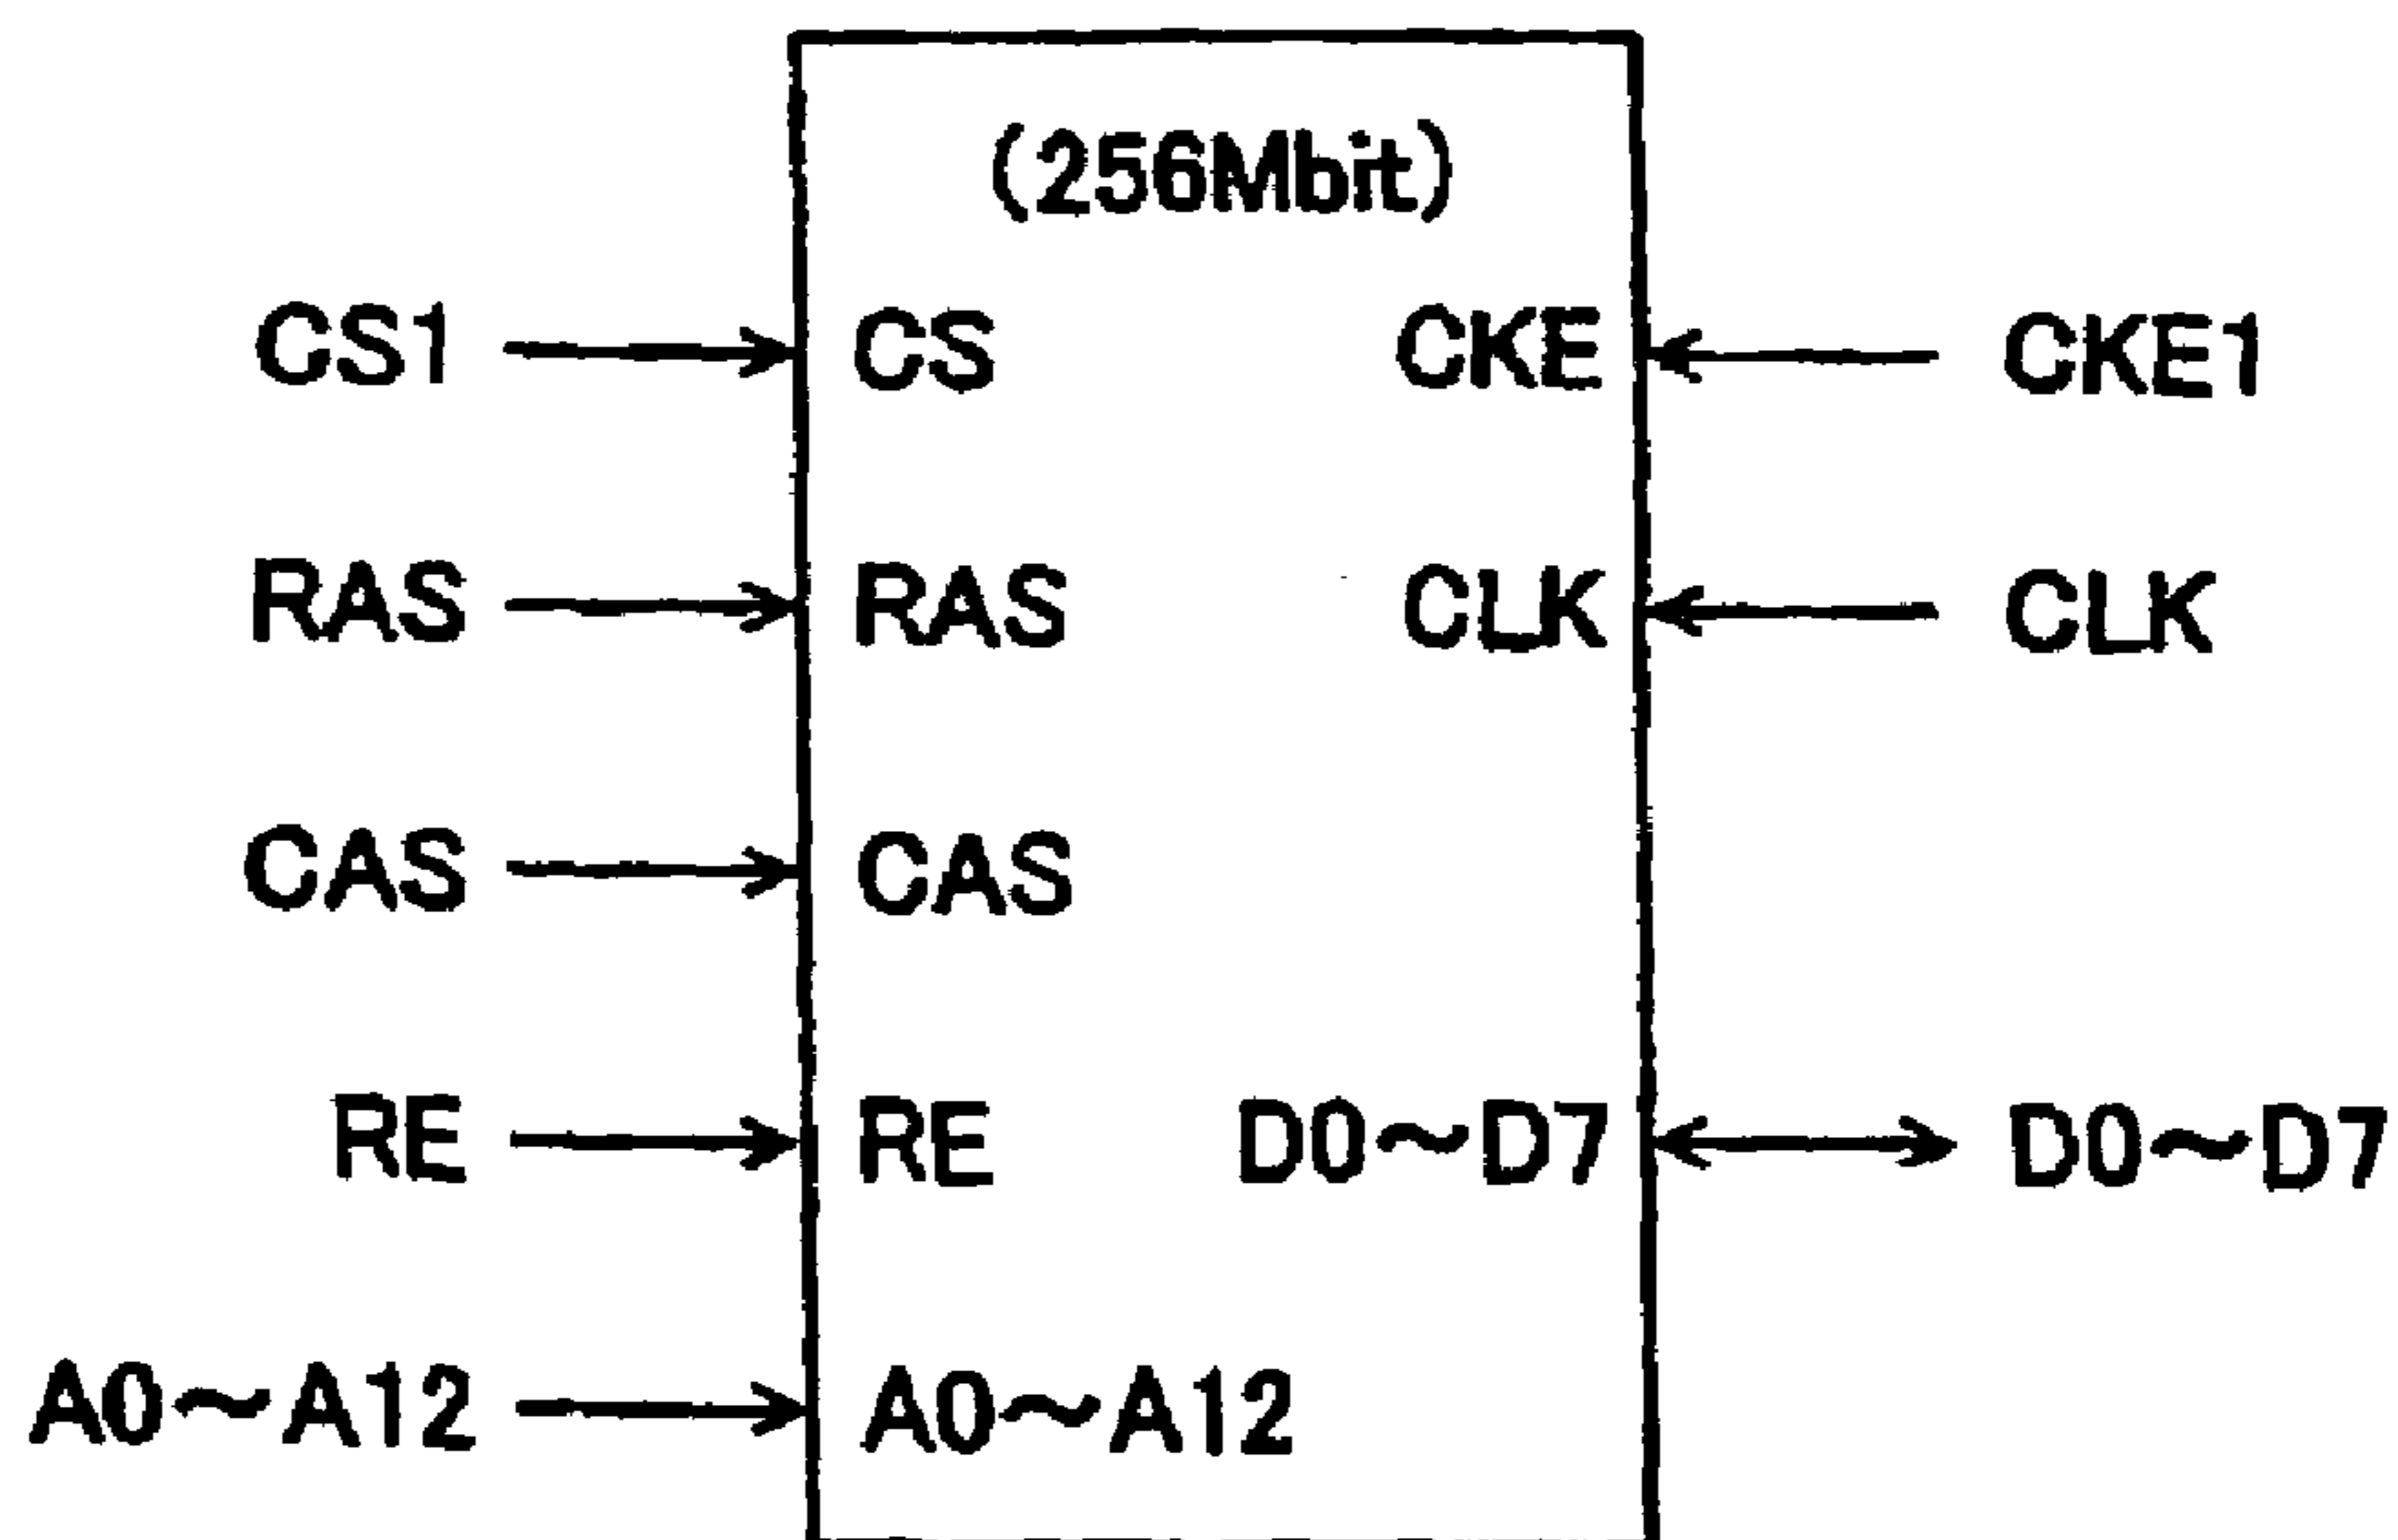 (256Mbit)
CS1 CS CKE CKE1
RAS RAS CLK CLK
CAS CAS
RE RE D0~D7 D0~D7
A0~A12 A0~A12